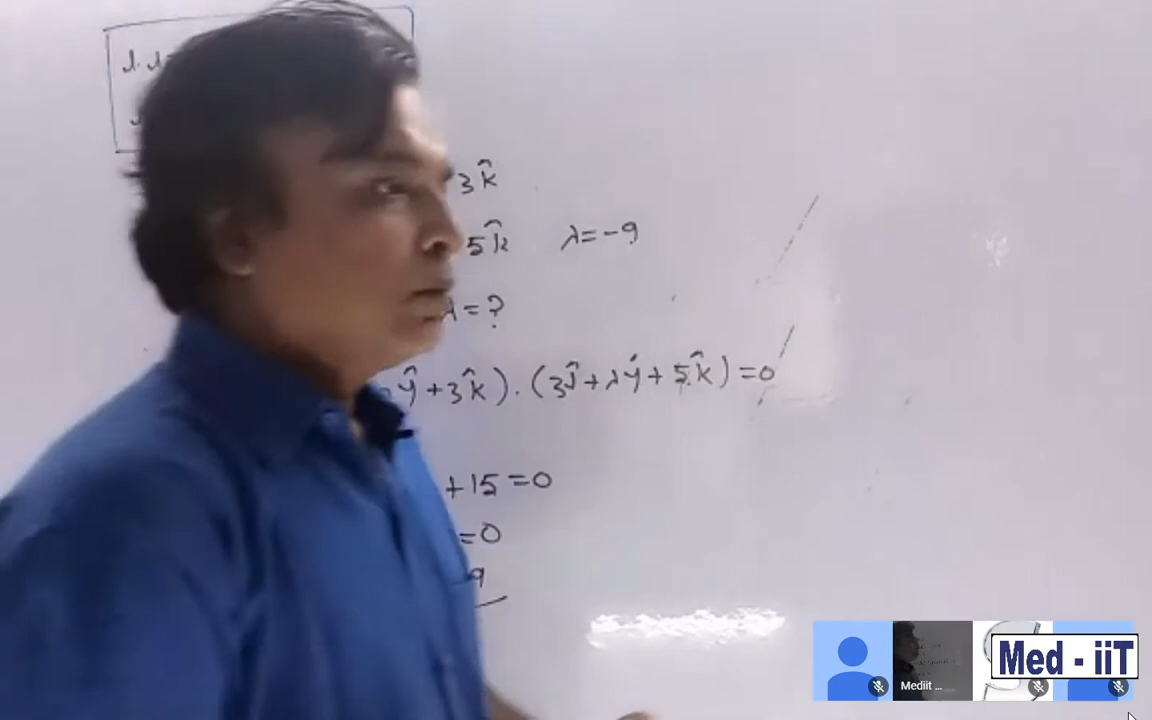 3k̂
5k̂ λ=-9
λ=?
ŷ+3k̂).(3î+λĵ+5k̂)=0
+15=0
=0
9
Mediit ...
Med - iiT